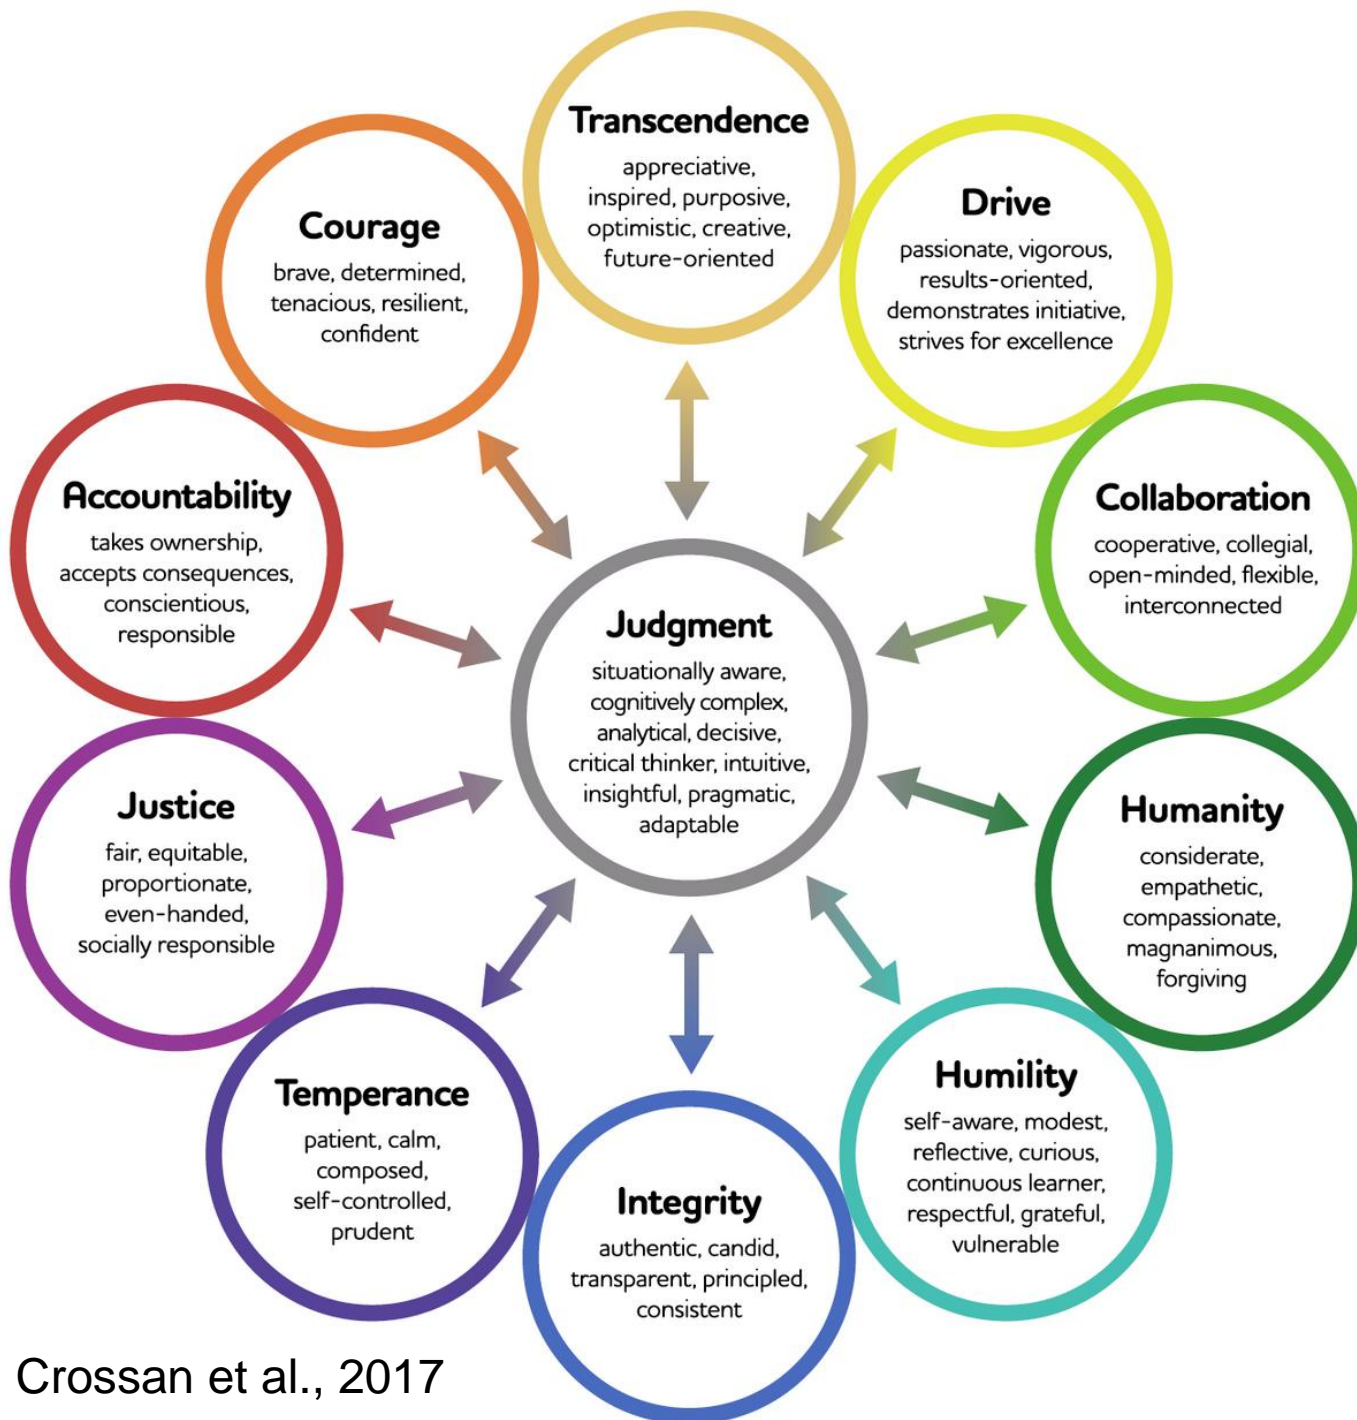 Transcendence
appreciative,
inspired, purposive,
optimistic, creative,
future-oriented
Drive
passionate, vigorous,
results-oriented,
demonstrates initiative,
strives for excellence
Collaboration
cooperative, collegial,
open-minded, flexible,
interconnected
Humanity
considerate,
empathetic,
compassionate,
magnanimous,
forgiving
Humility
self-aware, modest,
reflective, curious,
continuous learner,
respectful, grateful,
vulnerable
Integrity
authentic, candid,
transparent, principled,
consistent
Temperance
patient, calm,
composed,
self-controlled,
prudent
Justice
fair, equitable,
proportionate,
even-handed,
socially responsible
Accountability
takes ownership,
accepts consequences,
conscientious,
responsible
Courage
brave, determined,
tenacious, resilient,
confident
Judgment
situationally aware,
cognitively complex,
analytical, decisive,
critical thinker, intuitive,
insightful, pragmatic,
adaptable
Crossan et al., 2017